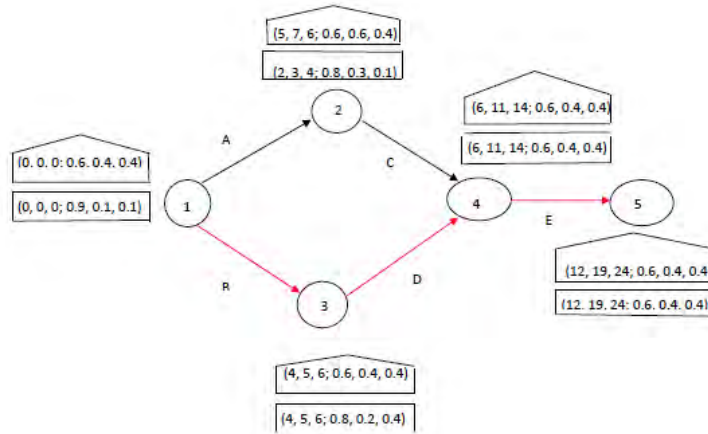 (5, 7, 6; 0.6, 0.6, 0.4)
(2, 3, 4; 0.8, 0.3, 0.1)
2
(6, 11, 14; 0.6, 0.4, 0.4)
(6, 11, 14; 0.6, 0.4, 0.4)
A
C
(0. 0. 0: 0.6. 0.4. 0.4)
(0, 0, 0; 0.9, 0.1, 0.1)
1
4
5
E
B
D
3
(12, 19, 24; 0.6, 0.4, 0.4
(12. 19. 24: 0.6. 0.4. 0.4)
(4, 5, 6; 0.6, 0.4, 0.4)
(4, 5, 6; 0.8, 0.2, 0.4)